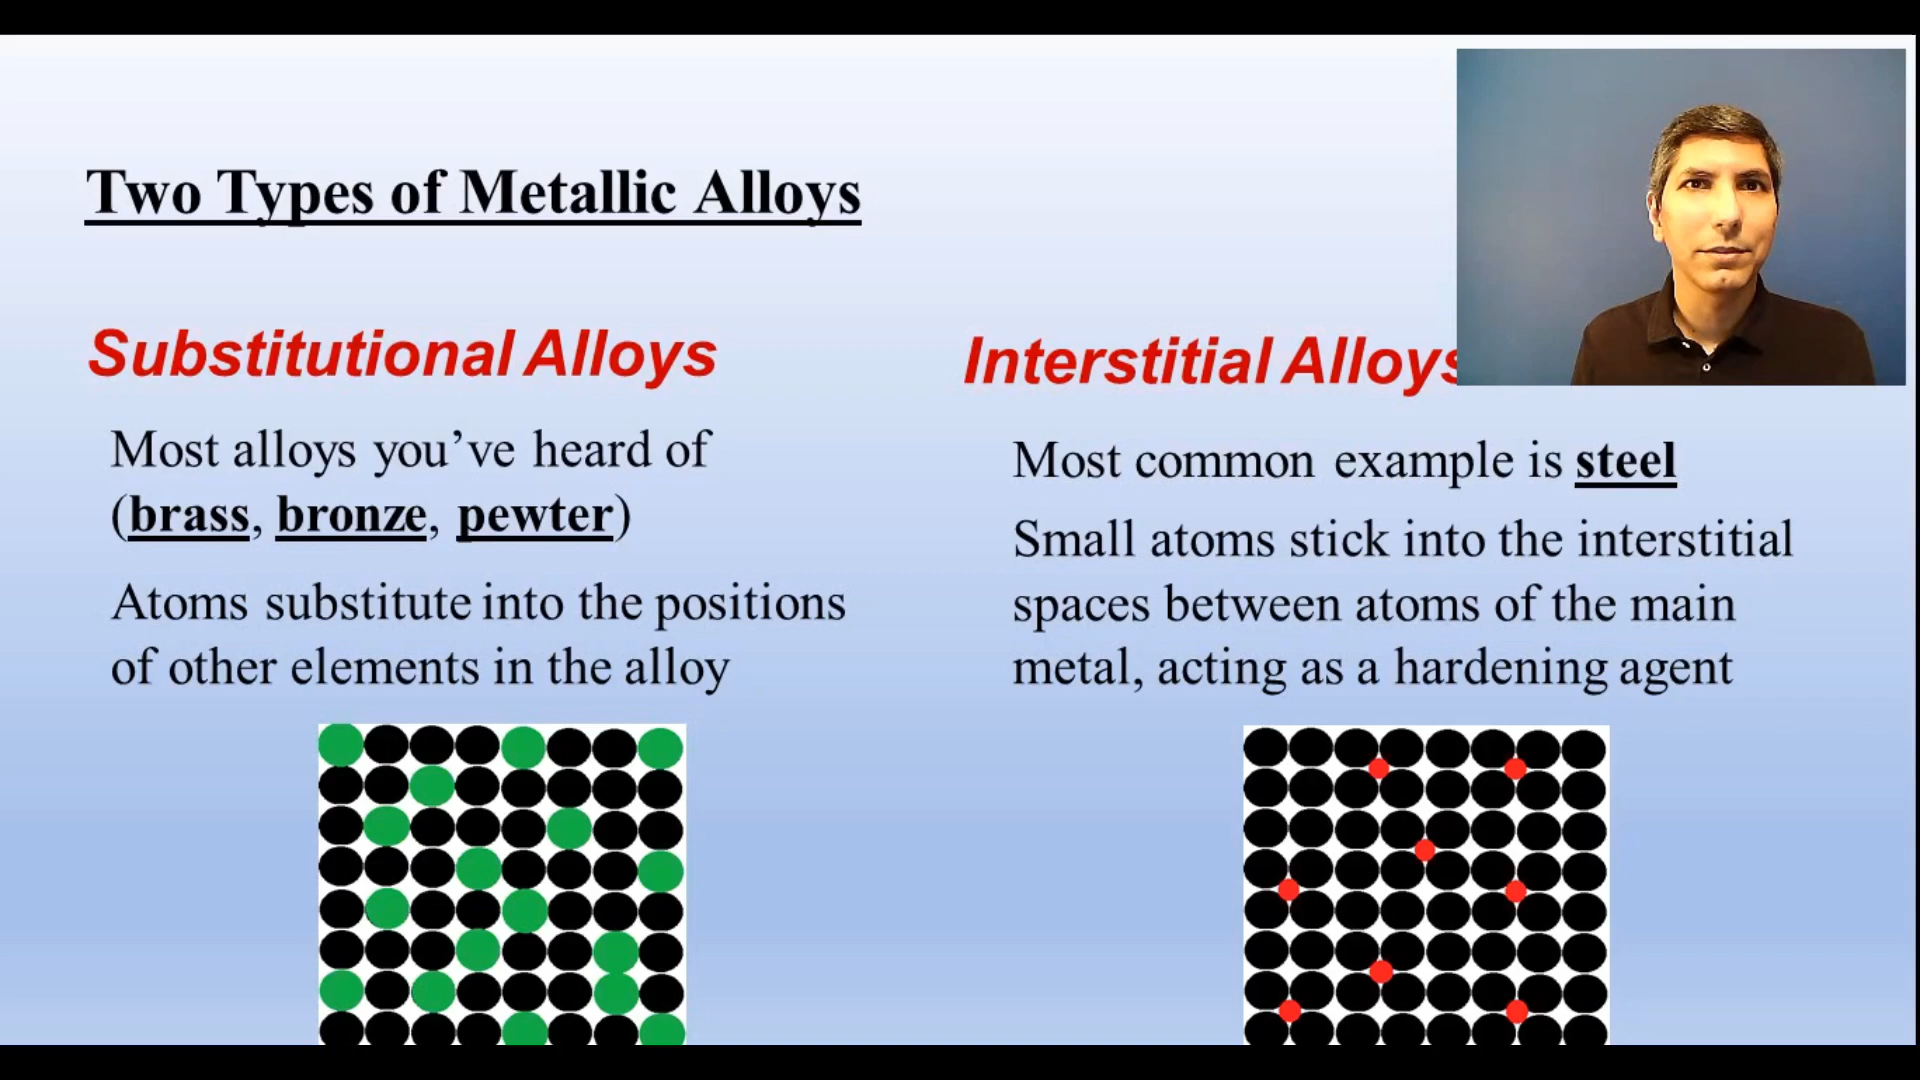 Two Types of Metallic Alloys
Substitutional Alloys
Most alloys you’ve heard of
(brass, bronze, pewter)
Atoms substitute into the positions
of other elements in the alloy
Interstitial Alloys
Most common example is steel
Small atoms stick into the interstitial
spaces between atoms of the main
metal, acting as a hardening agent